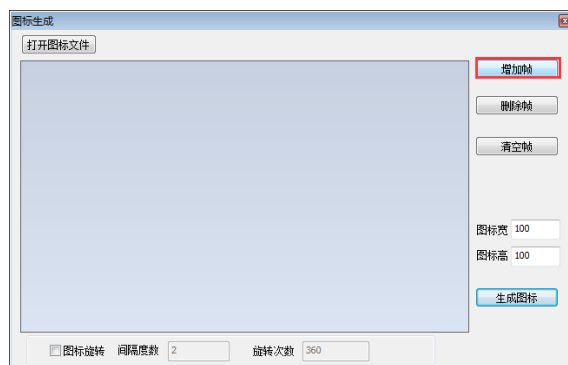 图标生成
打开图标文件
增加帧
删除帧
清空帧
图标宽 100
图标高 100
生成图标
图标旋转 间隔度数 2 旋转次数 360